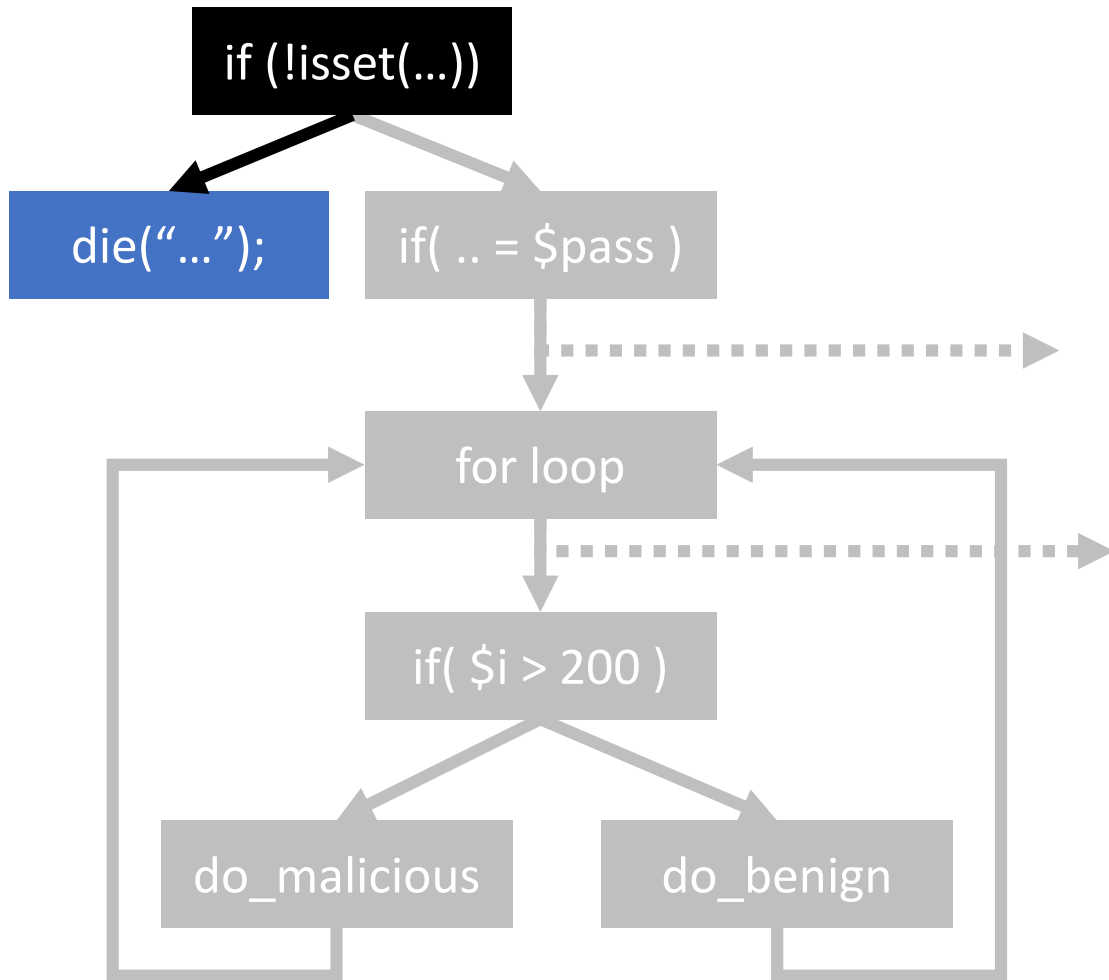 if (!isset(…))
die(“…”);
if( .. = $pass )
for loop
if( $i > 200 )
do_malicious
do_benign